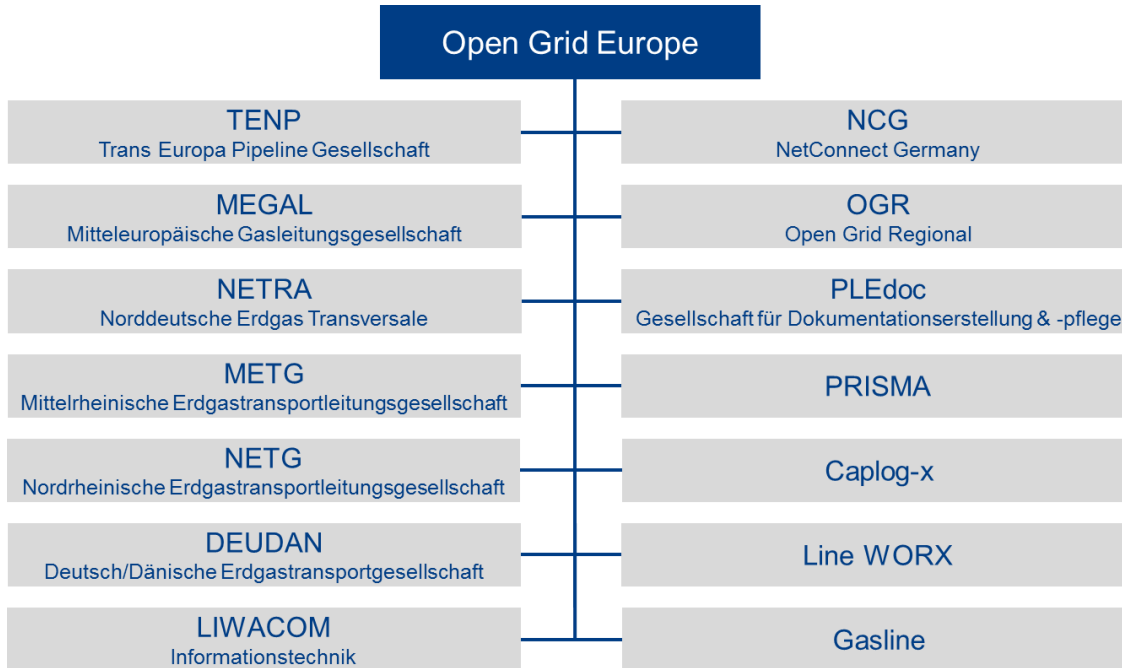 Open Grid Europe
TENP
Trans Europa Pipeline Gesellschaft
MEGAL
Mitteleuropäische Gasleitungsgesellschaft
NETRA
Norddeutsche Erdgas Transversale
METG
Mittelrheinische Erdgastransportleitungsgesellschaft
NETG
Nordrheinische Erdgastransportleitungsgesellschaft
DEUDAN
Deutsch/Dänische Erdgastransportgesellschaft
LIWACOM
Informationstechnik
NCG
NetConnect Germany
OGR
Open Grid Regional
PLEdoc
Gesellschaft für Dokumentationserstellung & -pflege
PRISMA
Caplog-x
Line WORX
Gasline